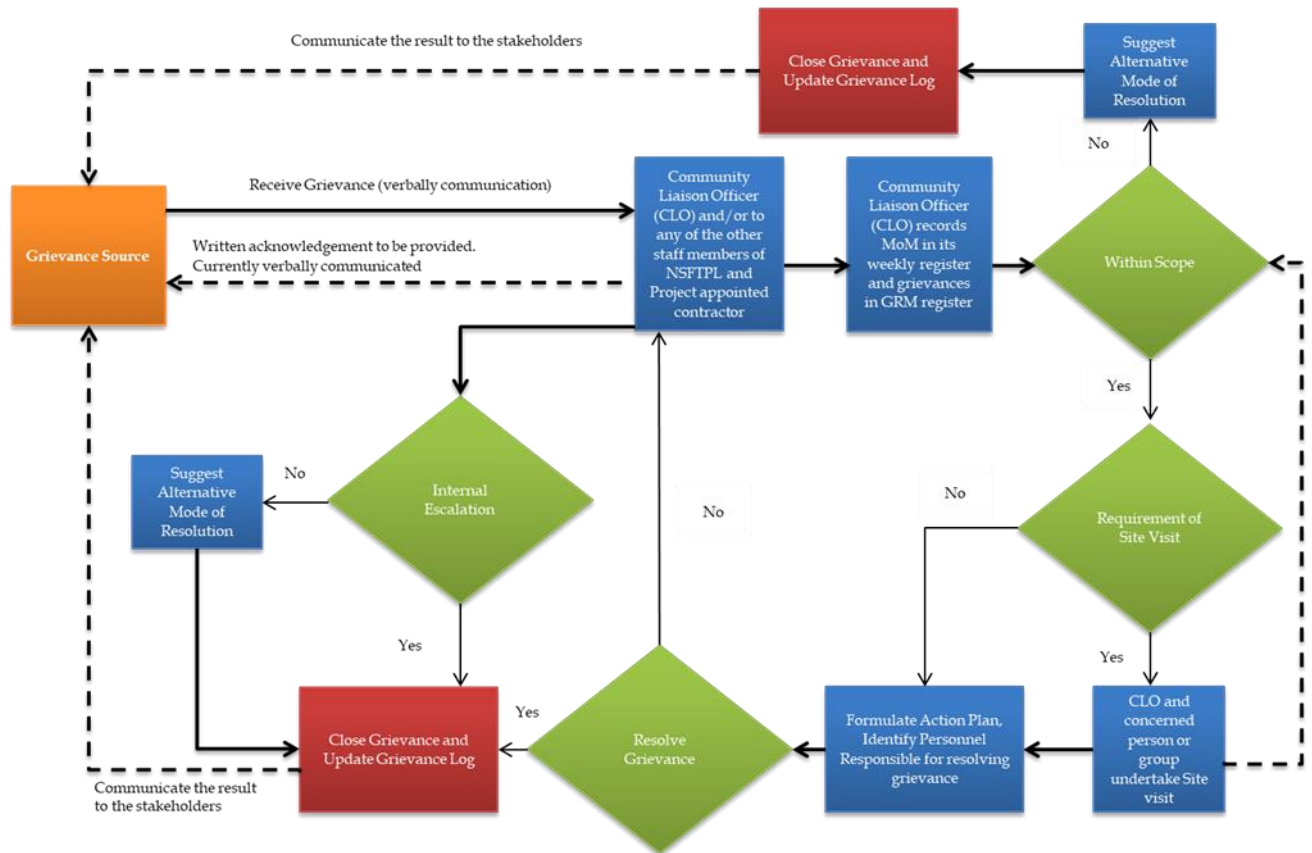 Communicate the result to the stakeholders
Close Grievance and
Update Grievance Log
Suggest
Alternative
Mode of
Resolution
No
Receive Grievance (verbally communication)
Grievance Source
Written acknowledgement to be provided.
Currently verbally communicated
Community
Liaison Officer
(CLO) and/or to
any of the other
staff members of
NSFTPL and
Project appointed
contractor
Community
Liaison Officer
(CLO) records
MoM in its
weekly register
and grievances
in GRM register
Within Scope
Yes
Suggest
Alternative
Mode of
Resolution
No
Internal
Escalation
No
No
Requirement of
Site Visit
Yes
Yes
Close Grievance and
Update Grievance Log
Yes
Resolve
Grievance
Formulate Action Plan,
Identify Personnel
Responsible for resolving
grievance
CLO and
concerned
person or
group
undertake Site
visit
Communicate the result
to the stakeholders